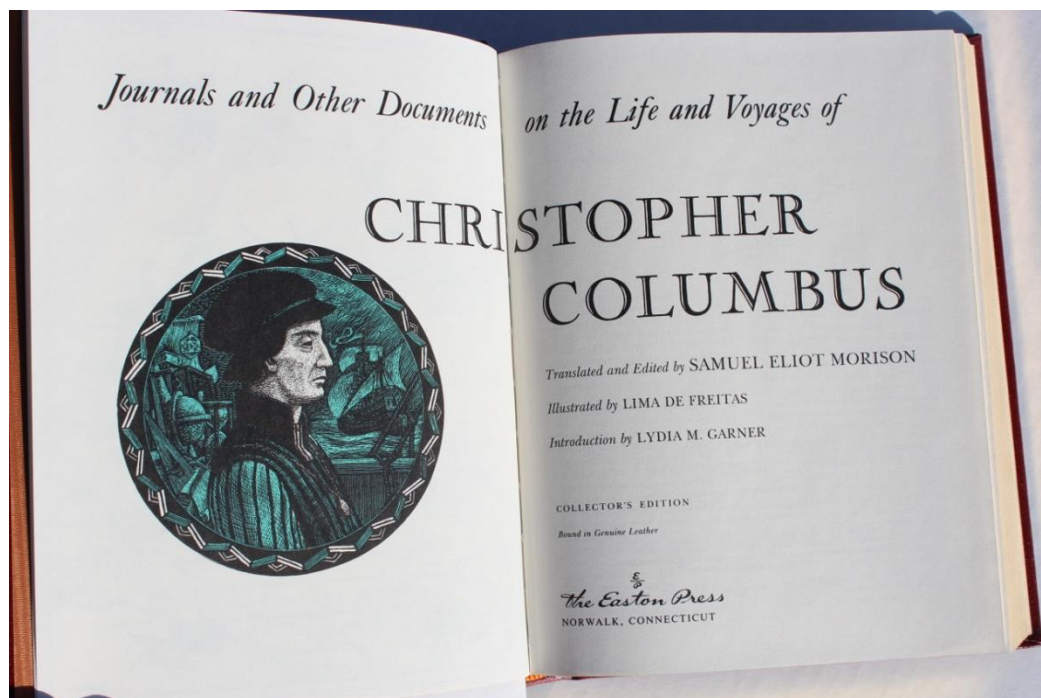 Journals and Other Documents on the Life and Voyages of
CHRISTOPHER
COLUMBUS
Translated and Edited by SAMUEL ELIOT MORISON
Illustrated by LIMA DE FREITAS
Introduction by LYDIA M. GARNER
COLLECTOR'S EDITION
Bound in Genuine Leather
The Easton Press
NORWALK, CONNECTICUT